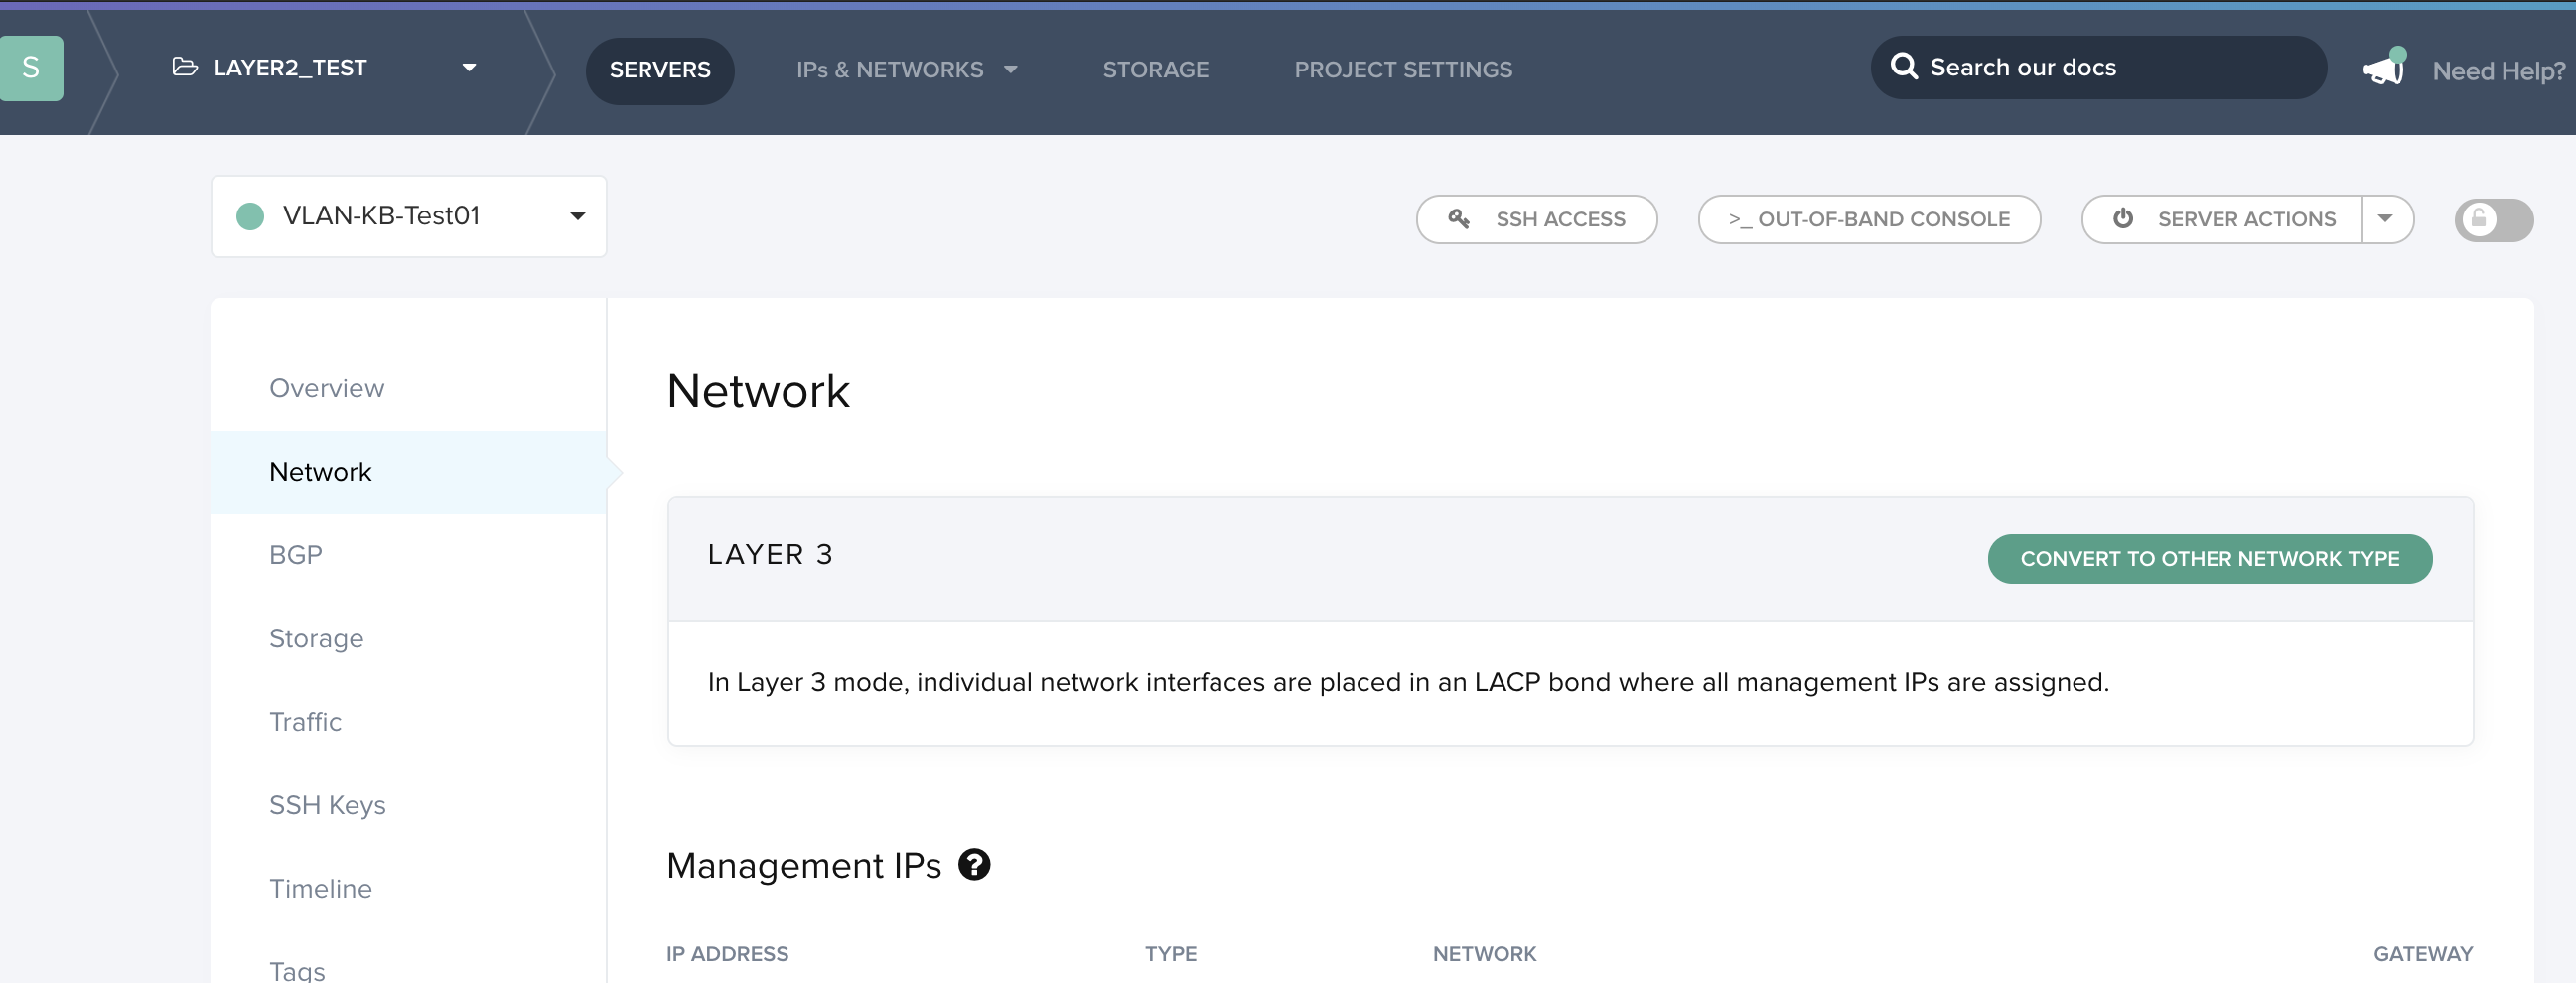 S
LAYER2_TEST
SERVERS
IPs & NETWORKS
STORAGE
PROJECT SETTINGS
Search our docs
Need Help?
VLAN-KB-Test01
SSH ACCESS
>_ OUT-OF-BAND CONSOLE
SERVER ACTIONS
Overview
Network
BGP
Storage
Traffic
SSH Keys
Timeline
Tags
Network
LAYER 3
CONVERT TO OTHER NETWORK TYPE
In Layer 3 mode, individual network interfaces are placed in an LACP bond where all management IPs are assigned.
Management IPs ?
IP ADDRESS TYPE NETWORK GATEWAY